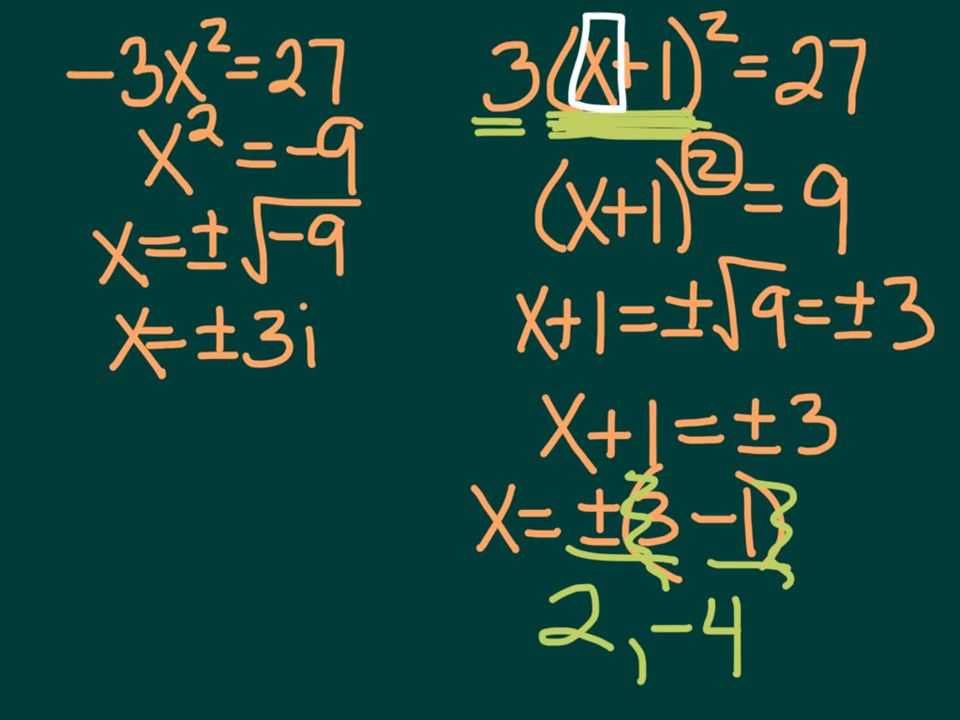 -3x²=27
x²=-9
x=±√-9
x=±3i
3(x+1)²=27
(x+1)²=9
x+1=±√9=±3
x+1=±3
x=±(3-1)
2,-4